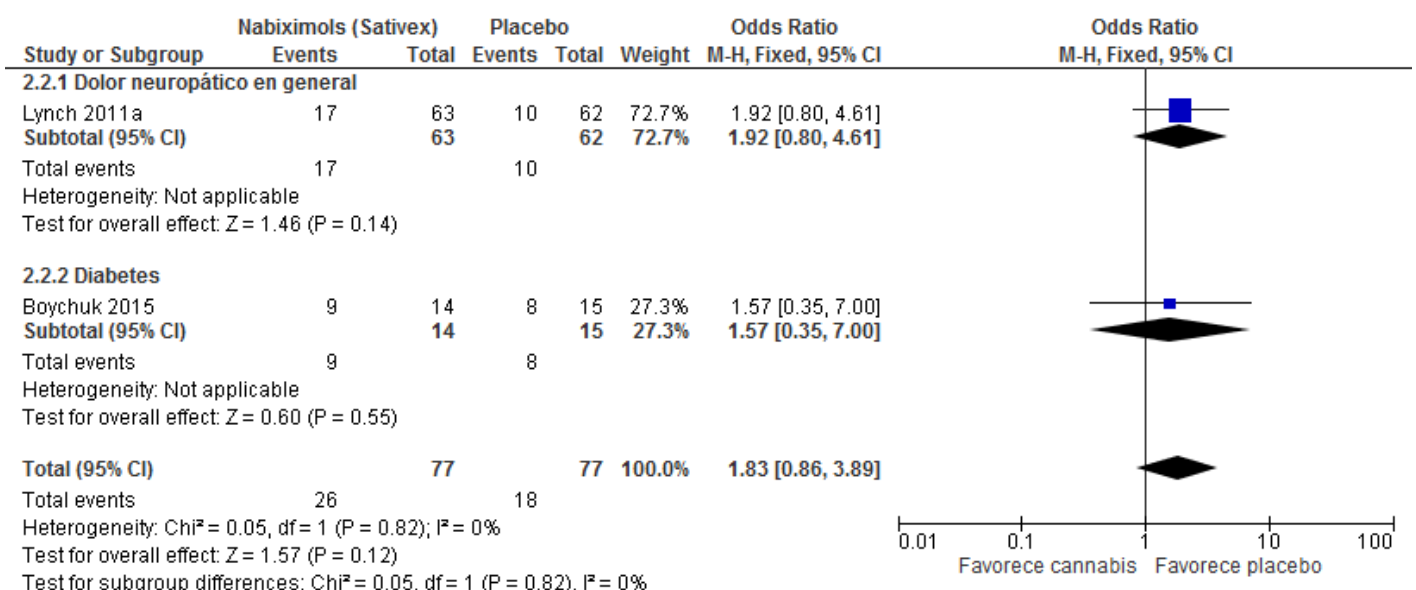 Nabiximols (Sativex) Placebo Odds Ratio Odds Ratio
Study or Subgroup Events Total Events Total Weight M-H, Fixed, 95% CI M-H, Fixed, 95% CI
2.2.1 Dolor neuropático en general
Lynch 2011a 17 63 10 62 72.7% 1.92 [0.80, 4.61]
Subtotal (95% CI) 63 62 72.7% 1.92 [0.80, 4.61]
Total events 17 10
Heterogeneity: Not applicable
Test for overall effect: Z = 1.46 (P = 0.14)
2.2.2 Diabetes
Boychuk 2015 9 14 8 15 27.3% 1.57 [0.35, 7.00]
Subtotal (95% CI) 14 15 27.3% 1.57 [0.35, 7.00]
Total events 9 8
Heterogeneity: Not applicable
Test for overall effect: Z = 0.60 (P = 0.55)
Total (95% CI) 77 77 100.0% 1.83 [0.86, 3.89]
Total events 26 18
Heterogeneity: Chi² = 0.05, df = 1 (P = 0.82); I² = 0%
Test for overall effect: Z = 1.57 (P = 0.12)
Test for subgroup differences: Chi² = 0.05, df = 1 (P = 0.82), I² = 0%
0.01 0.1 1 10 100
Favorece cannabis Favorece placebo